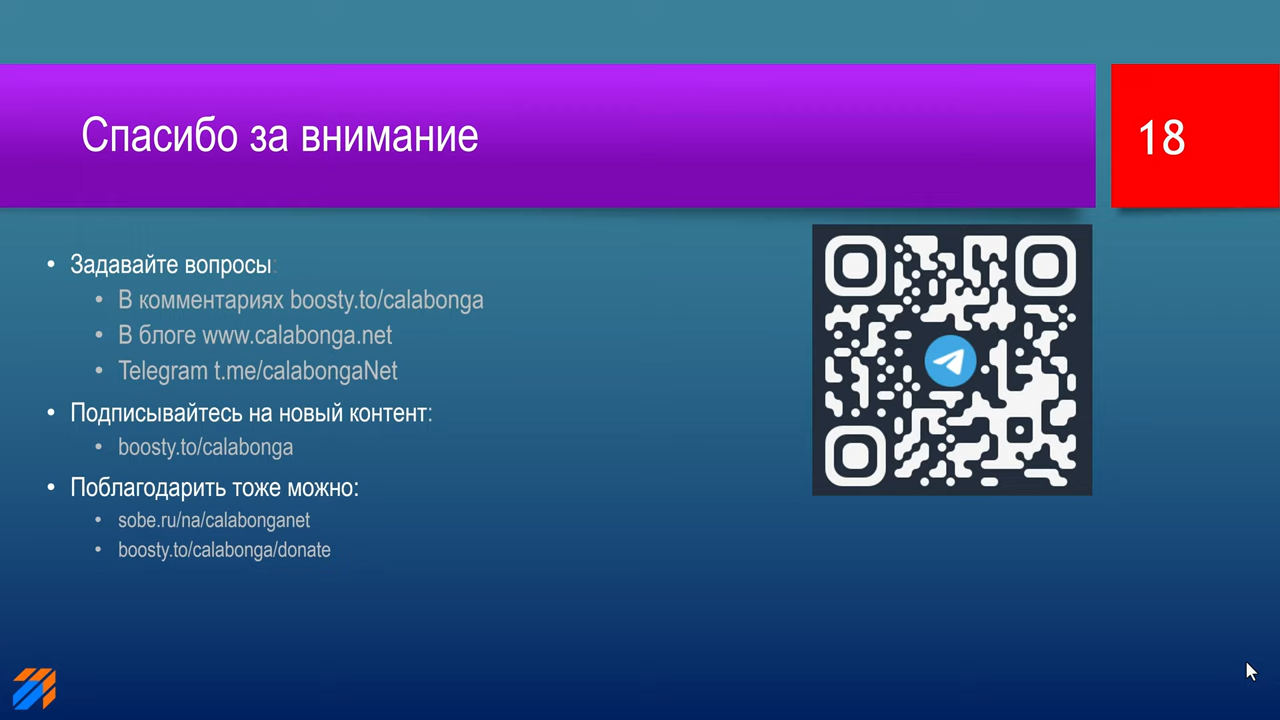 Спасибо за внимание
18
Задавайте вопросы:
В комментариях boosty.to/calabonga
В блоге www.calabonga.net
Telegram t.me/calabongaNet
Подписывайтесь на новый контент:
boosty.to/calabonga
Поблагодарить тоже можно:
sobe.ru/na/calabonganet
boosty.to/calabonga/donate